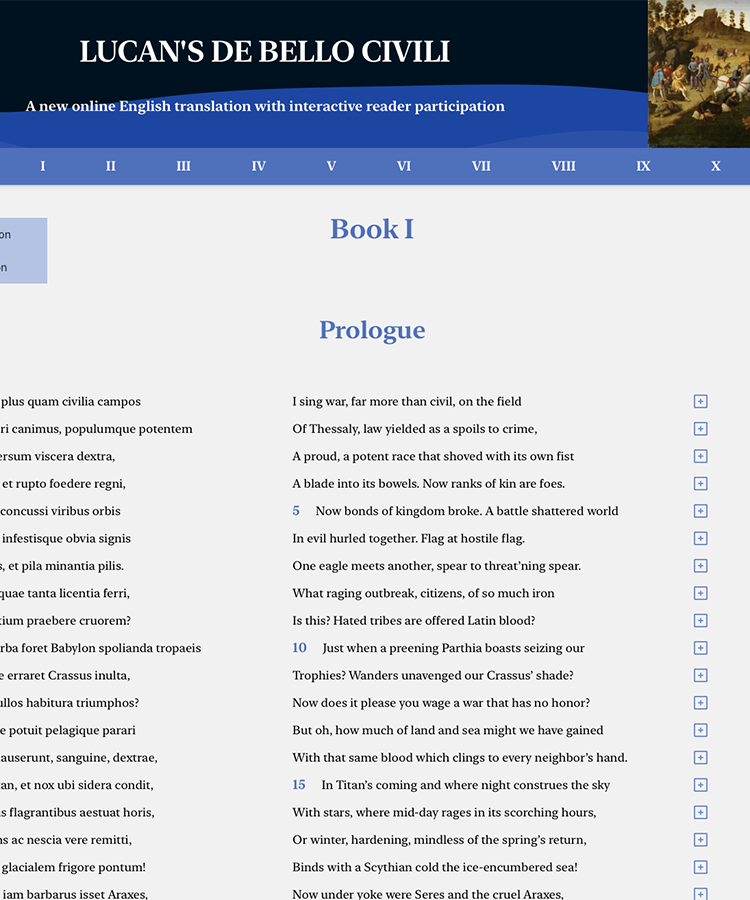 LUCAN'S DE BELLO CIVILI
A new online English translation with interactive reader participation
I II III IV V VI VII VIII IX X
Book I
Prologue
plus quam civilia campos
I sing war, far more than civil, on the field
canimus, populumque potentem
Of Thessaly, law yielded as a spoils to crime,
viscera dextra,
A proud, a potent race that shoved with its own fist
et rupto foedere regni,
A blade into its bowels. Now ranks of kin are foes.
concussi viribus orbis
5 Now bonds of kingdom broke. A battle shattered world
infestisque obvia signis
In evil hurled together. Flag at hostile flag.
et pila minantia pilis.
One eagle meets another, spear to threat'ning spear.
quae tanta licentia ferri,
What raging outbreak, citizens, of so much iron
praebere cruorem?
Is this? Hated tribes are offered Latin blood?
foret Babylon spolianda tropaeis
10 Just when a preening Parthia boasts seizing our
erraret Crassus inulta,
Trophies? Wanders unavenged our Crassus' shade?
habitura triumphos?
Now does it please you wage a war that has no honor?
potuit pelagique parari
But oh, how much of land and sea might we have gained
sanguine, dextrae,
With that same blood which clings to every neighbor's hand.
et nox ubi sidera condit,
15 In Titan's coming and where night construes the sky
flagrantibus aestuat horis,
With stars, where mid-day rages in its scorching hours,
ac nescia vere remitti,
Or winter, hardening, mindless of the spring's return,
glacialem frigore pontum!
Binds with a Scythian cold the ice-encumbered sea!
iam barbarus isset Araxes,
Now under yoke were Seres and the cruel Araxes,